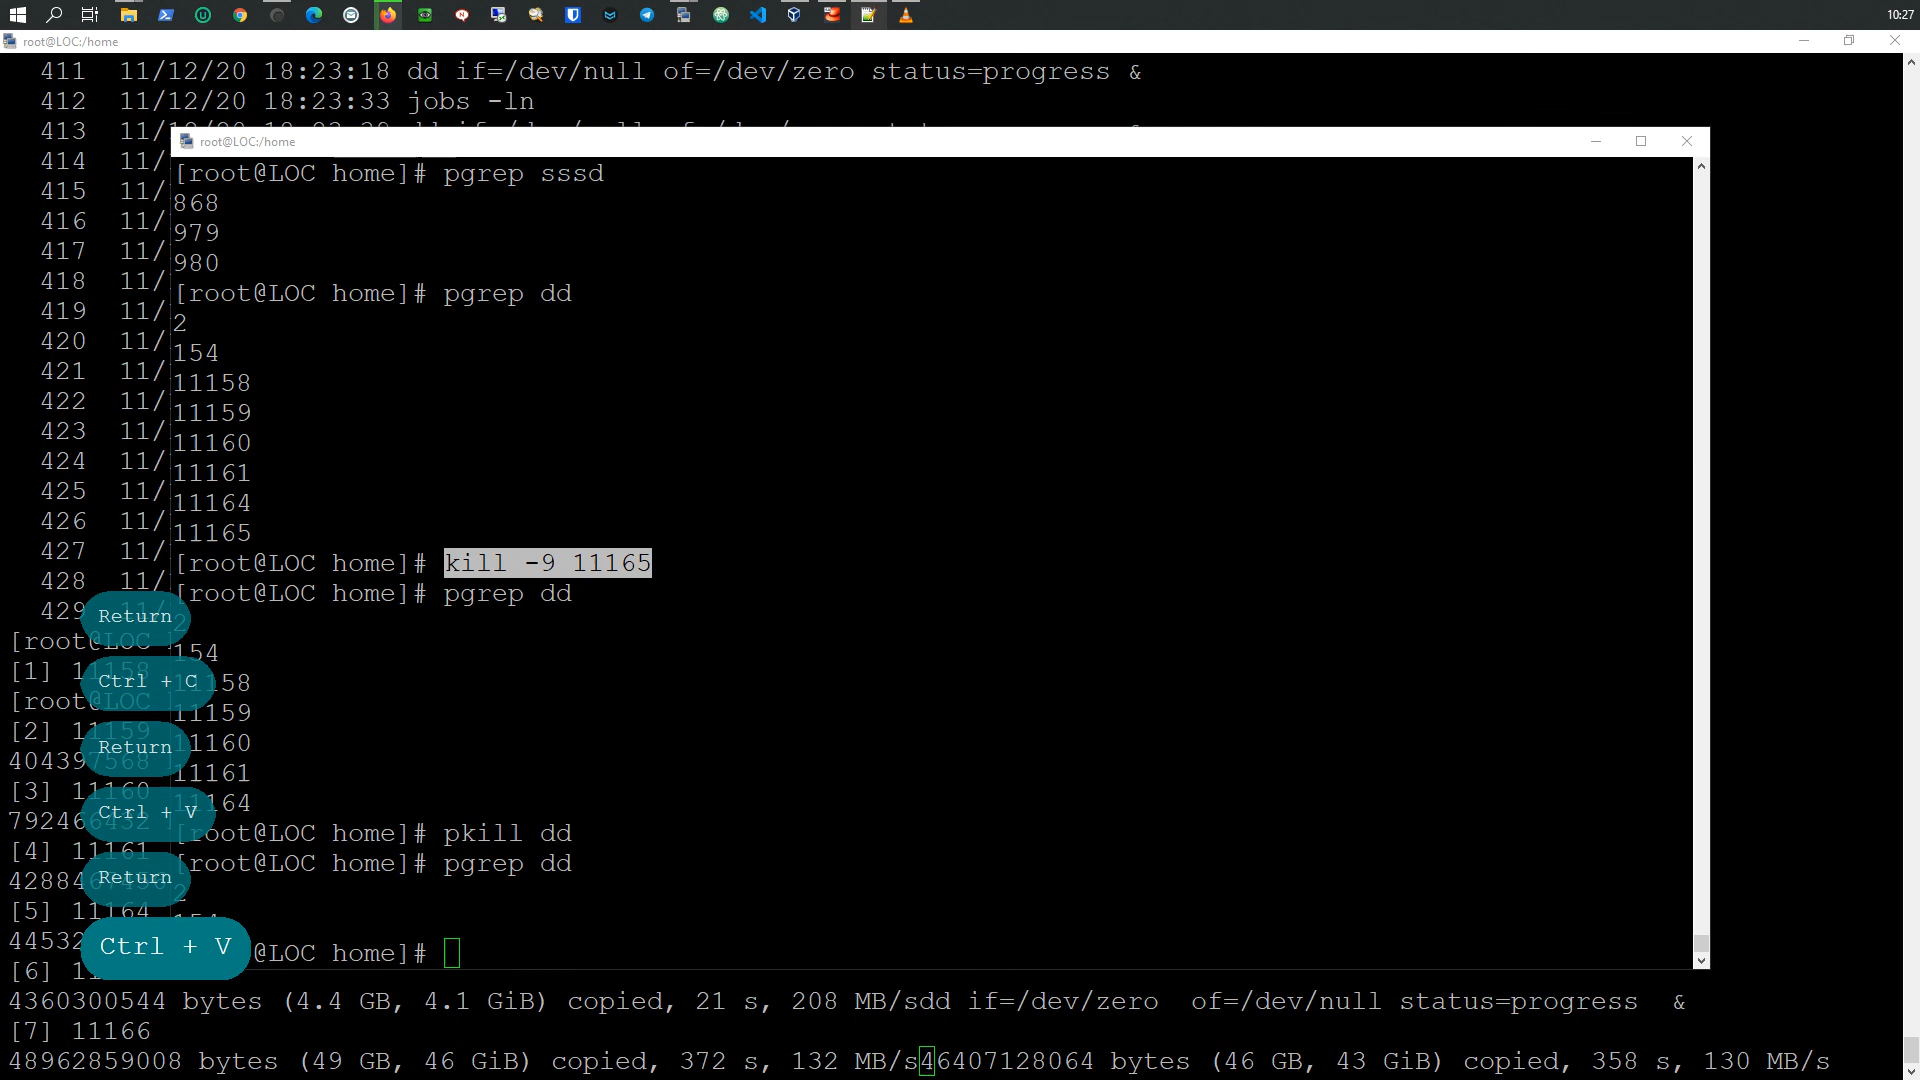 10:27
root@LOC:/home
411 11/12/20 18:23:18 dd if=/dev/null of=/dev/zero status=progress &
412 11/12/20 18:23:33 jobs -ln
413 11/
root@LOC:/home
414 11/
[root@LOC home]# pgrep sssd
415 11/
868
416 11/
979
417 11/
980
418 11/
[root@LOC home]# pgrep dd
419 11/
2
420 11/
154
421 11/
11158
422 11/
11159
423 11/
11160
424 11/
11161
425 11/
11164
426 11/
11165
427 11/
[root@LOC home]# kill -9 11165
428 11/
[root@LOC home]# pgrep dd
429 11/
Return
2
[root@LOC
154
[1] 11158
Ctrl + C
11158
[root@LOC
11159
[2] 11159
Return
11160
404397568
11161
[3] 11160
11164
792466432
Ctrl + V
[root@LOC home]# pkill dd
[4] 11161
[root@LOC home]# pgrep dd
Return
2
[5] 11164
154
44532
Ctrl + V
@LOC home]#
[6] 1
4360300544 bytes (4.4 GB, 4.1 GiB) copied, 21 s, 208 MB/sdd if=/dev/zero of=/dev/null status=progress &
[7] 11166
48962859008 bytes (49 GB, 46 GiB) copied, 372 s, 132 MB/s46407128064 bytes (46 GB, 43 GiB) copied, 358 s, 130 MB/s